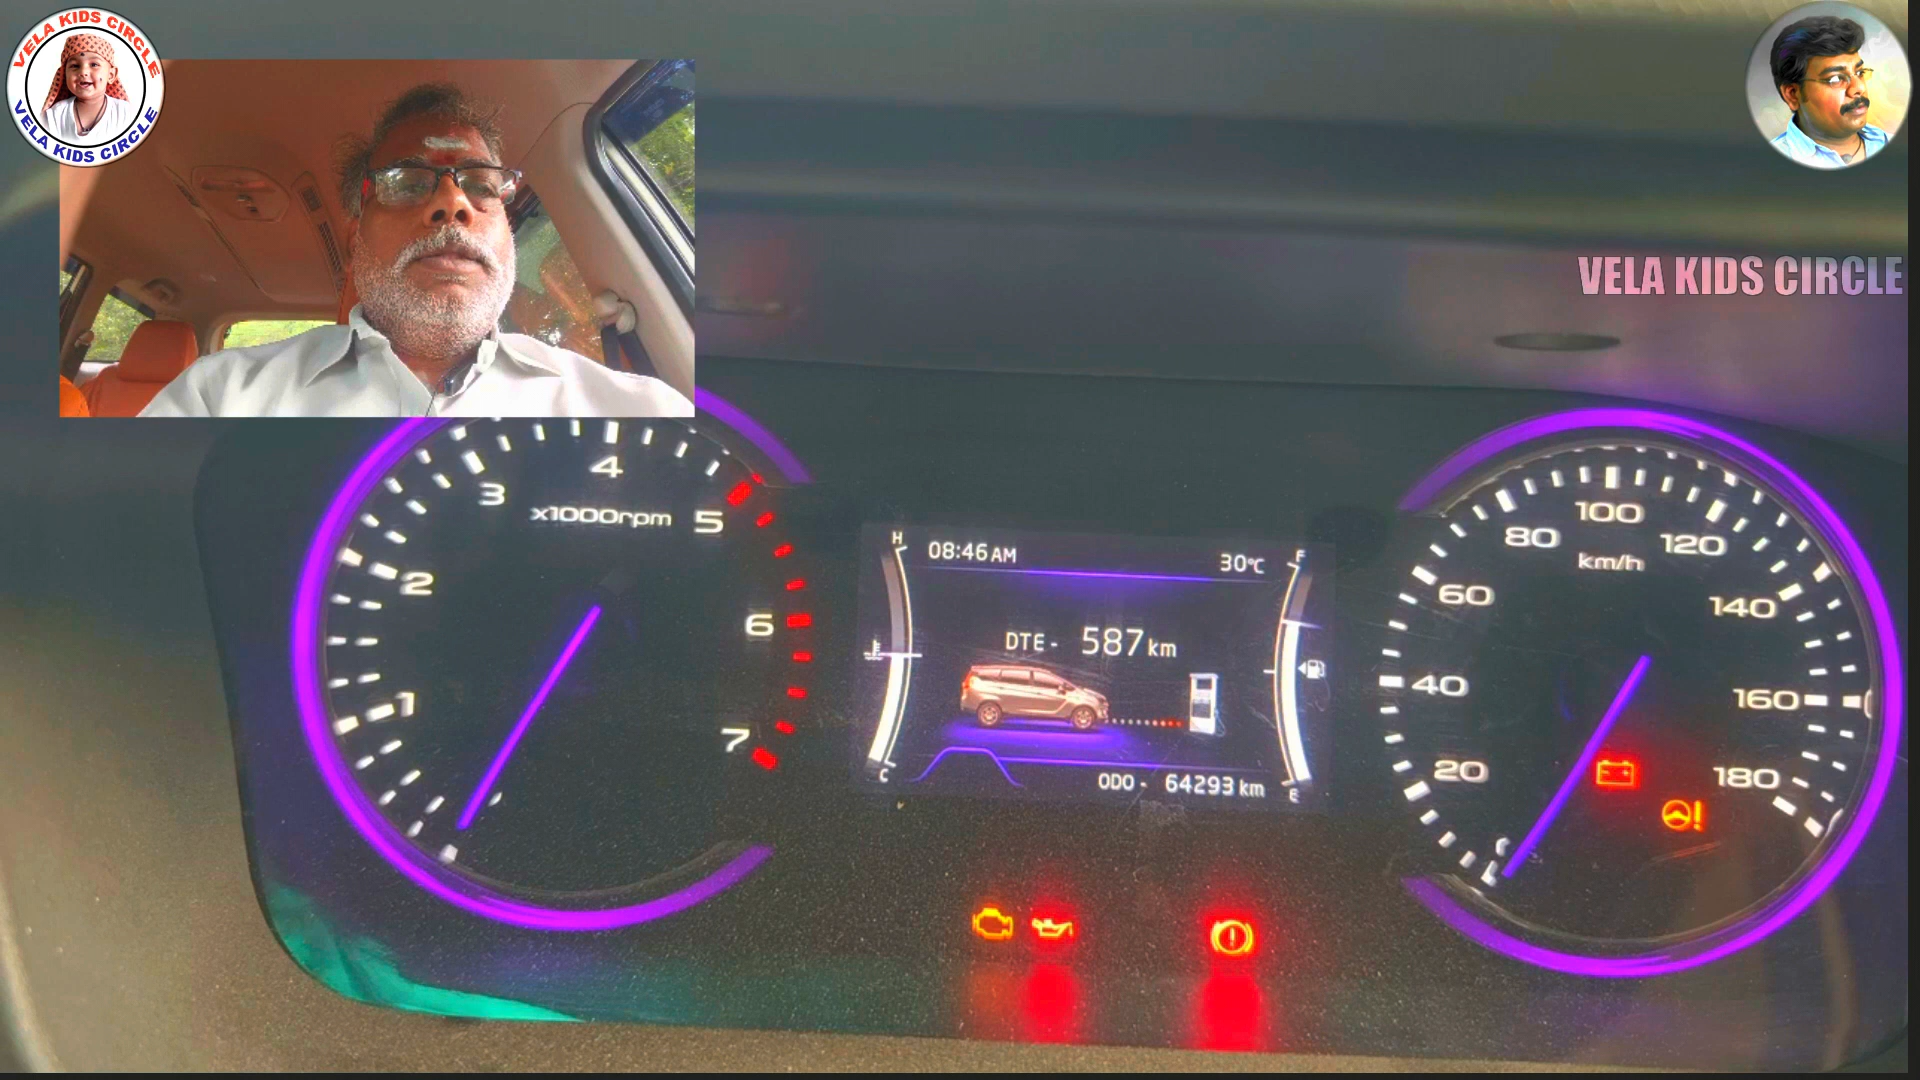 VELA KIDS CIRCLE
VELA KIDS CIRCLE
VELA KIDS CIRCLE
4
3
x1000rpm 5
2
6
1
7
H
08:46 AM 30°C
F
DTE - 587 km
C
ODO - 64293 km
E
100
80 120
km/h
60
140
40
160
20
180